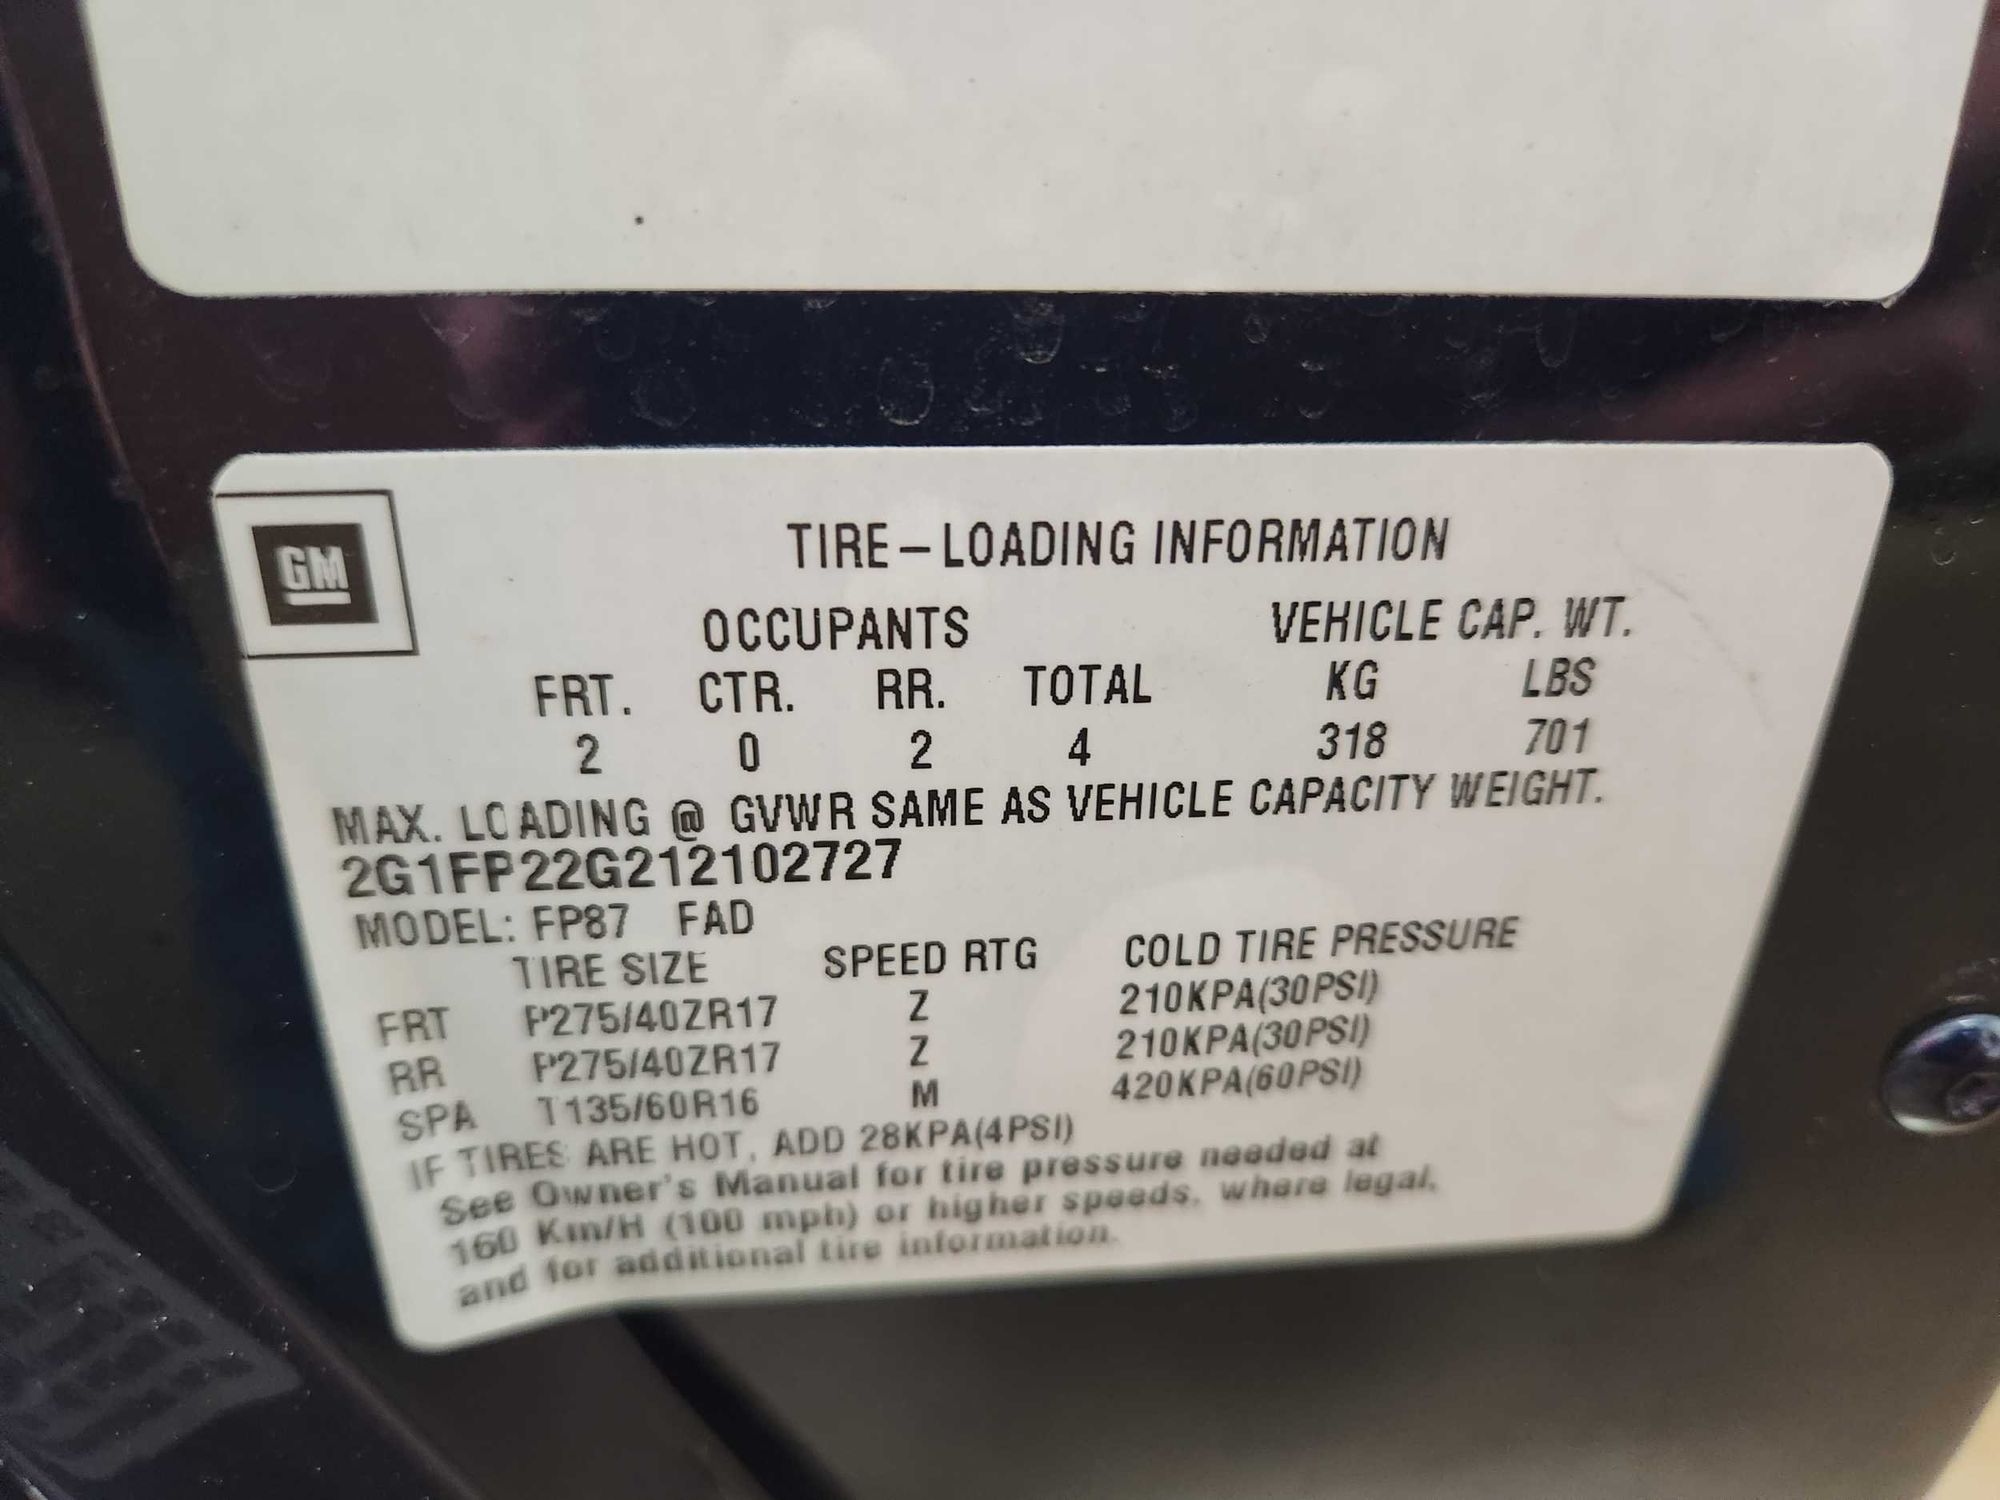 GM
TIRE–LOADING INFORMATION
OCCUPANTS VEHICLE CAP. WT.
FRT. CTR. RR. TOTAL KG LBS
2 0 2 4 318 701
MAX. LOADING @ GVWR SAME AS VEHICLE CAPACITY WEIGHT.
2G1FP22G212102727
MODEL: FP87 FAD
TIRE SIZE SPEED RTG COLD TIRE PRESSURE
FRT P275/40ZR17 Z 210KPA(30PSI)
RR P275/40ZR17 Z 210KPA(30PSI)
SPA T135/60R16 M 420KPA(60PSI)
IF TIRES ARE HOT, ADD 28KPA(4PSI)
See Owner's Manual for tire pressure needed at
160 Km/H (100 mph) or higher speeds, where legal,
and for additional tire information.